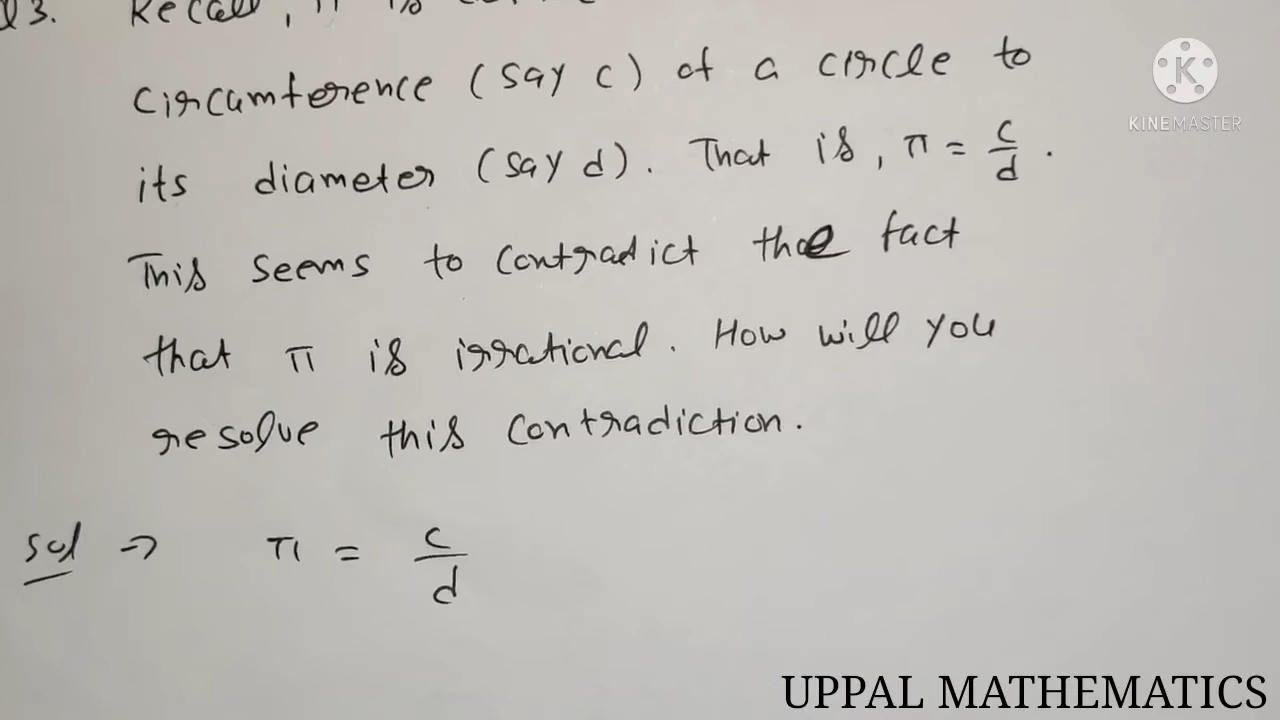 Recall, π is
circumference (say c) of a circle to
its diameter (say d). That is, π = c/d.
This seems to contradict the fact
that π is irrational. How will you
resolve this contradiction.
Sol → π = c/d
K
KINEMASTER
UPPAL MATHEMATICS